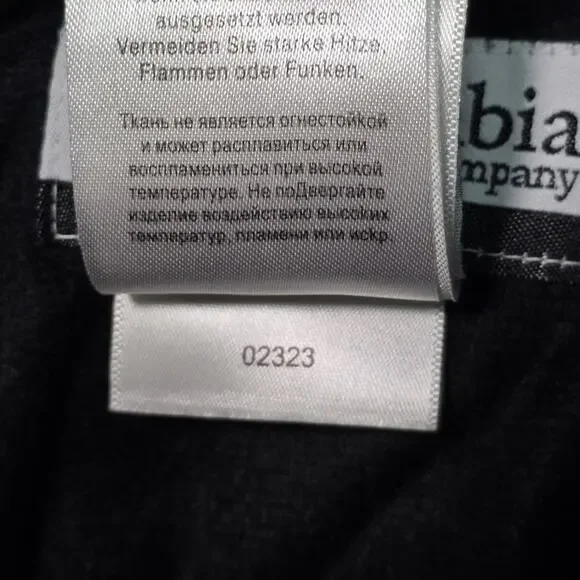 ausgesetzt werden.
Vermeiden Sie starke Hitze,
Flammen oder Funken.
Ткань не является огнестойкой
и может расплавиться или
воспламениться при высокой
температуре. Не подвергайте
изделие воздействию высоких
температур, пламени или искр.
02323
bia
mpany